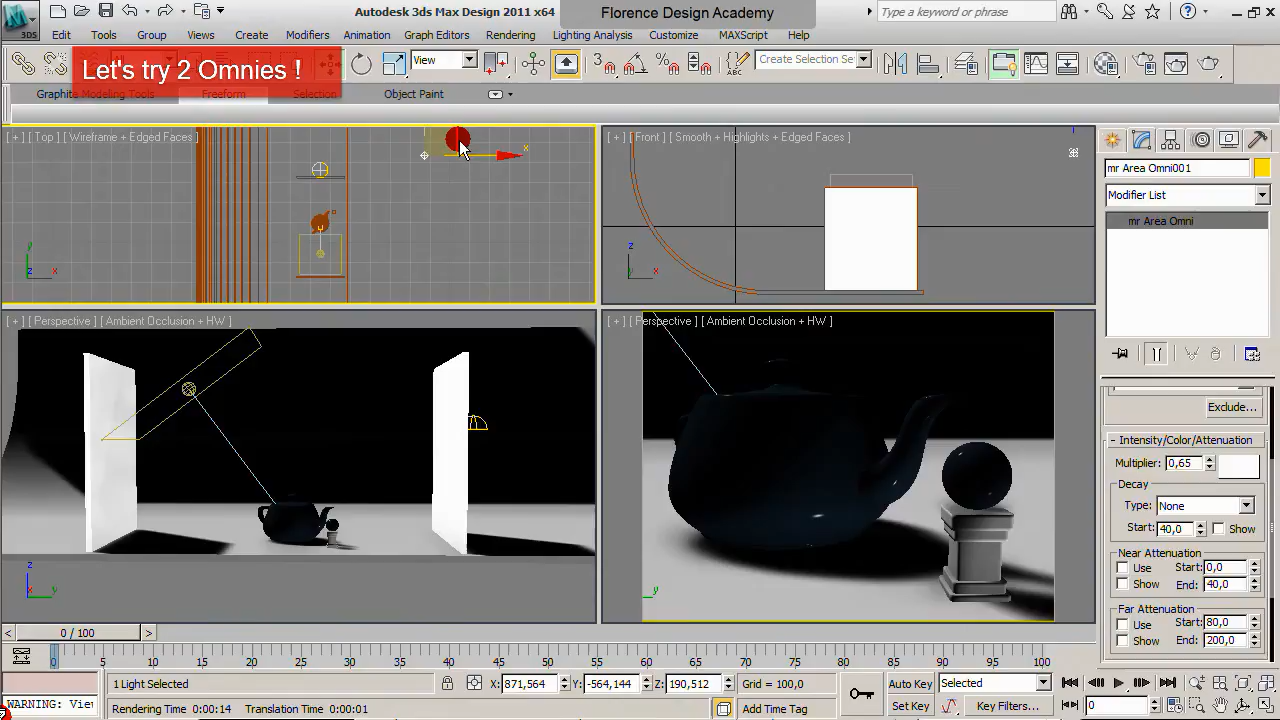 Autodesk 3ds Max Design 2011 x64
Florence Design Academy
Type a keyword or phrase
3DS
Edit Tools Group Views Create Modifiers Animation Graph Editors Rendering Lighting Analysis Customize MAXScript Help
Let's try 2 Omnies !
View
3
Create Selection Se
Graphite Modeling Tools Freeform Selection Object Paint
[ + ] [ Top ] [ Wireframe + Edged Faces ]
[ + ] [ Front ] [ Smooth + Highlights + Edged Faces ]
x
y
z x
z
y x
mr Area Omni001
Modifier List
mr Area Omni
[ + ] [ Perspective ] [ Ambient Occlusion + HW ]
[ + ] [ Perspective ] [ Ambient Occlusion + HW ]
z
x y
y
Exclude...
Intensity/Color/Attenuation
Multiplier: 0,65
Decay
Type: None
Start: 40,0 Show
Near Attenuation
Use Start: 0,0
Show End: 40,0
Far Attenuation
Use Start: 80,0
Show End: 200,0
< 0 / 100 >
0 5 10 15 20 25 30 35 40 45 50 55 60 65 70 75 80 85 90 95 100
1 Light Selected X: 871,564 Y: -564,144 Z: 190,512 Grid = 100,0 Auto Key Selected
WARNING: Vie
Rendering Time 0:00:14 Translation Time 0:00:01 Add Time Tag Set Key Key Filters... 0